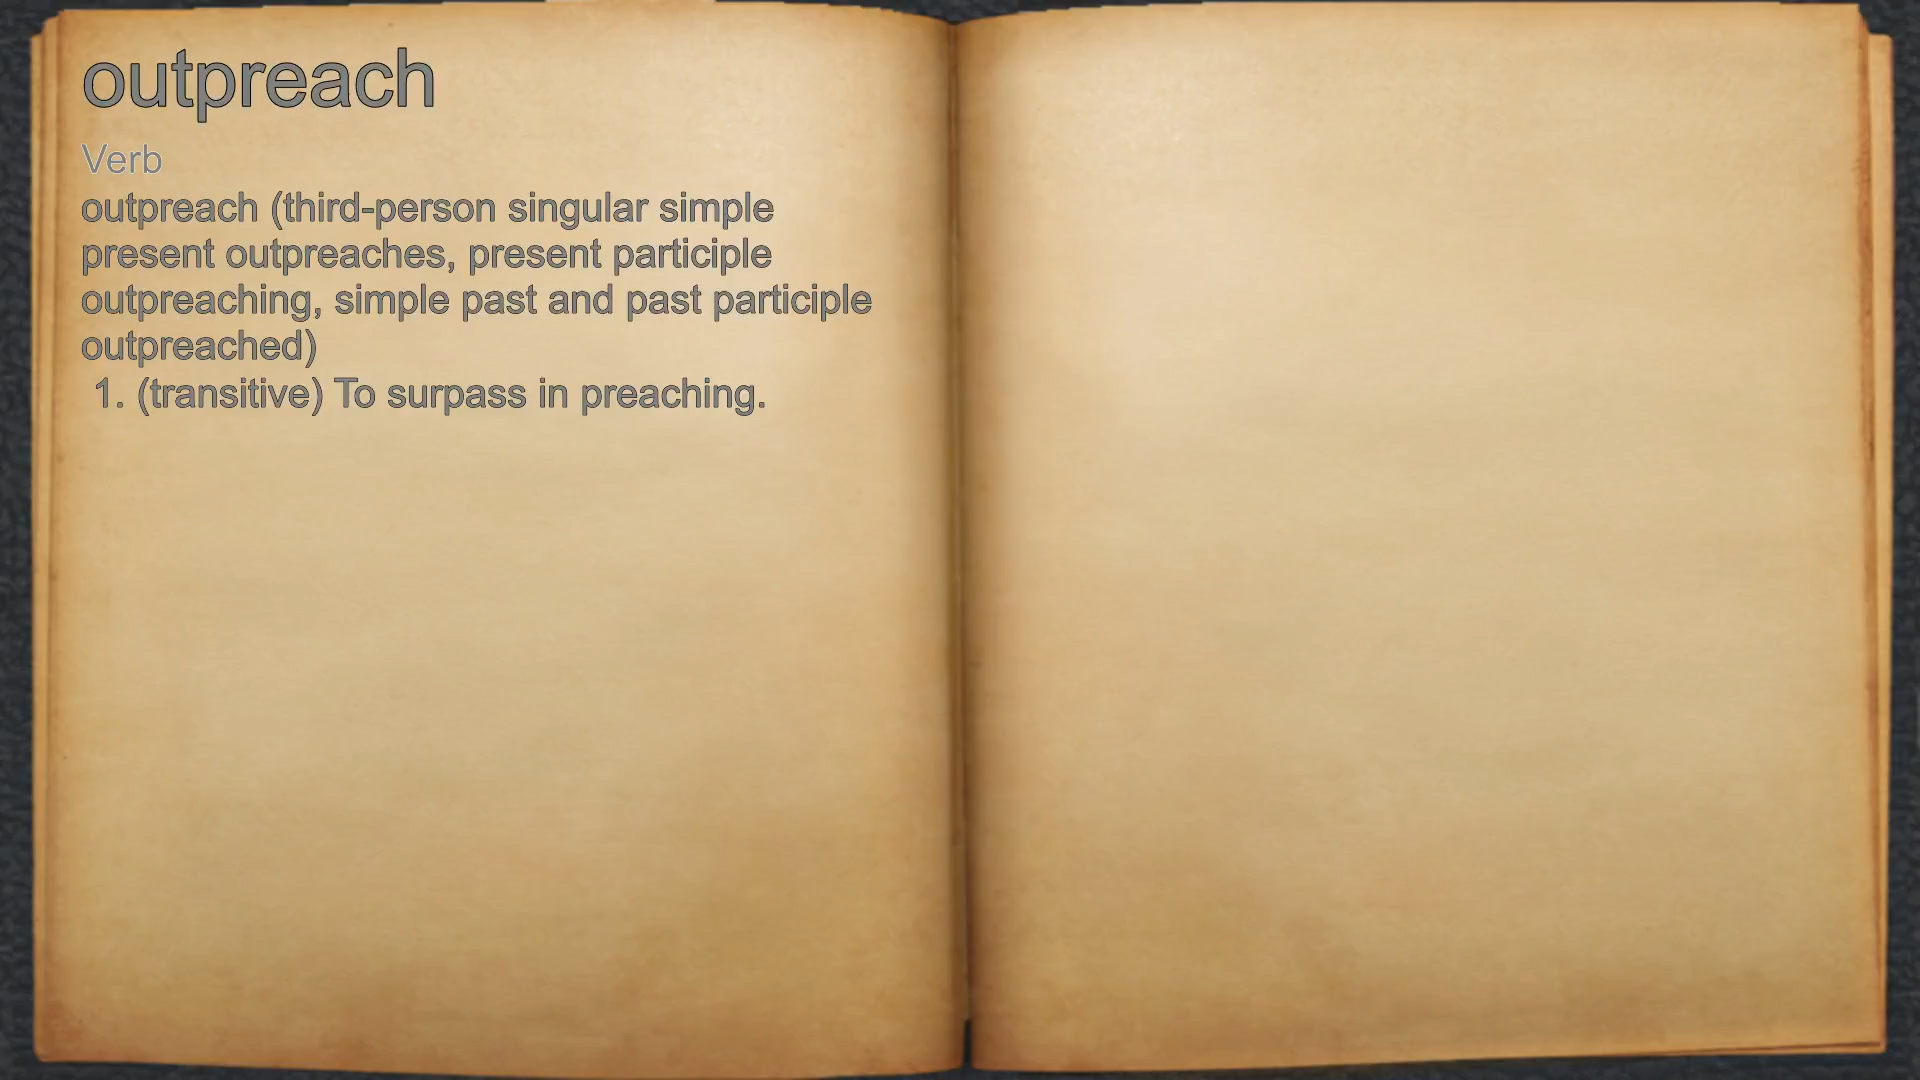 outpreach
Verb
outpreach (third-person singular simple
present outpreaches, present participle
outpreaching, simple past and past participle
outpreached)
1. (transitive) To surpass in preaching.